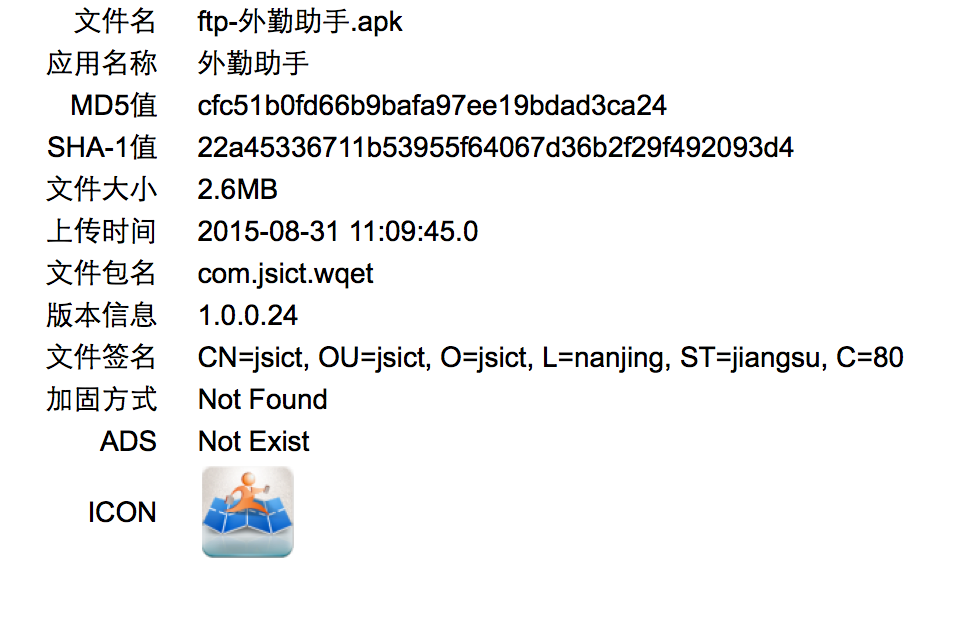 文件名 ftp-外勤助手.apk
应用名称 外勤助手
MD5值 cfc51b0fd66b9bafa97ee19bdad3ca24
SHA-1值 22a45336711b53955f64067d36b2f29f492093d4
文件大小 2.6MB
上传时间 2015-08-31 11:09:45.0
文件包名 com.jsict.wqet
版本信息 1.0.0.24
文件签名 CN=jsict, OU=jsict, O=jsict, L=nanjing, ST=jiangsu, C=80
加固方式 Not Found
ADS Not Exist
ICON